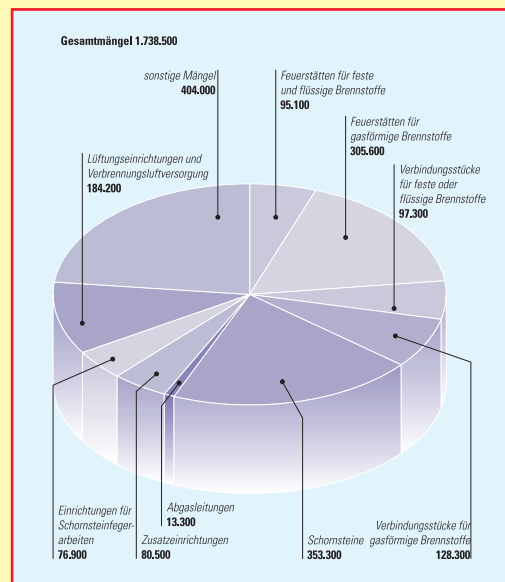 Gesamtmängel 1.738.500
sonstige Mängel
404.000
Feuerstätten für feste
und flüssige Brennstoffe
95.100
Feuerstätten für
gasförmige Brennstoffe
305.600
Lüftungseinrichtungen und
Verbrennungsluftversorgung
184.200
Verbindungsstücke
für feste oder
flüssige Brennstoffe
97.300
Einrichtungen für
Schornsteinfeger-
arbeiten
76.900
Abgasleitungen
13.300
Zusatzeinrichtungen
80.500
Schornsteine
353.300
Verbindungsstücke für
gasförmige Brennstoffe
128.300